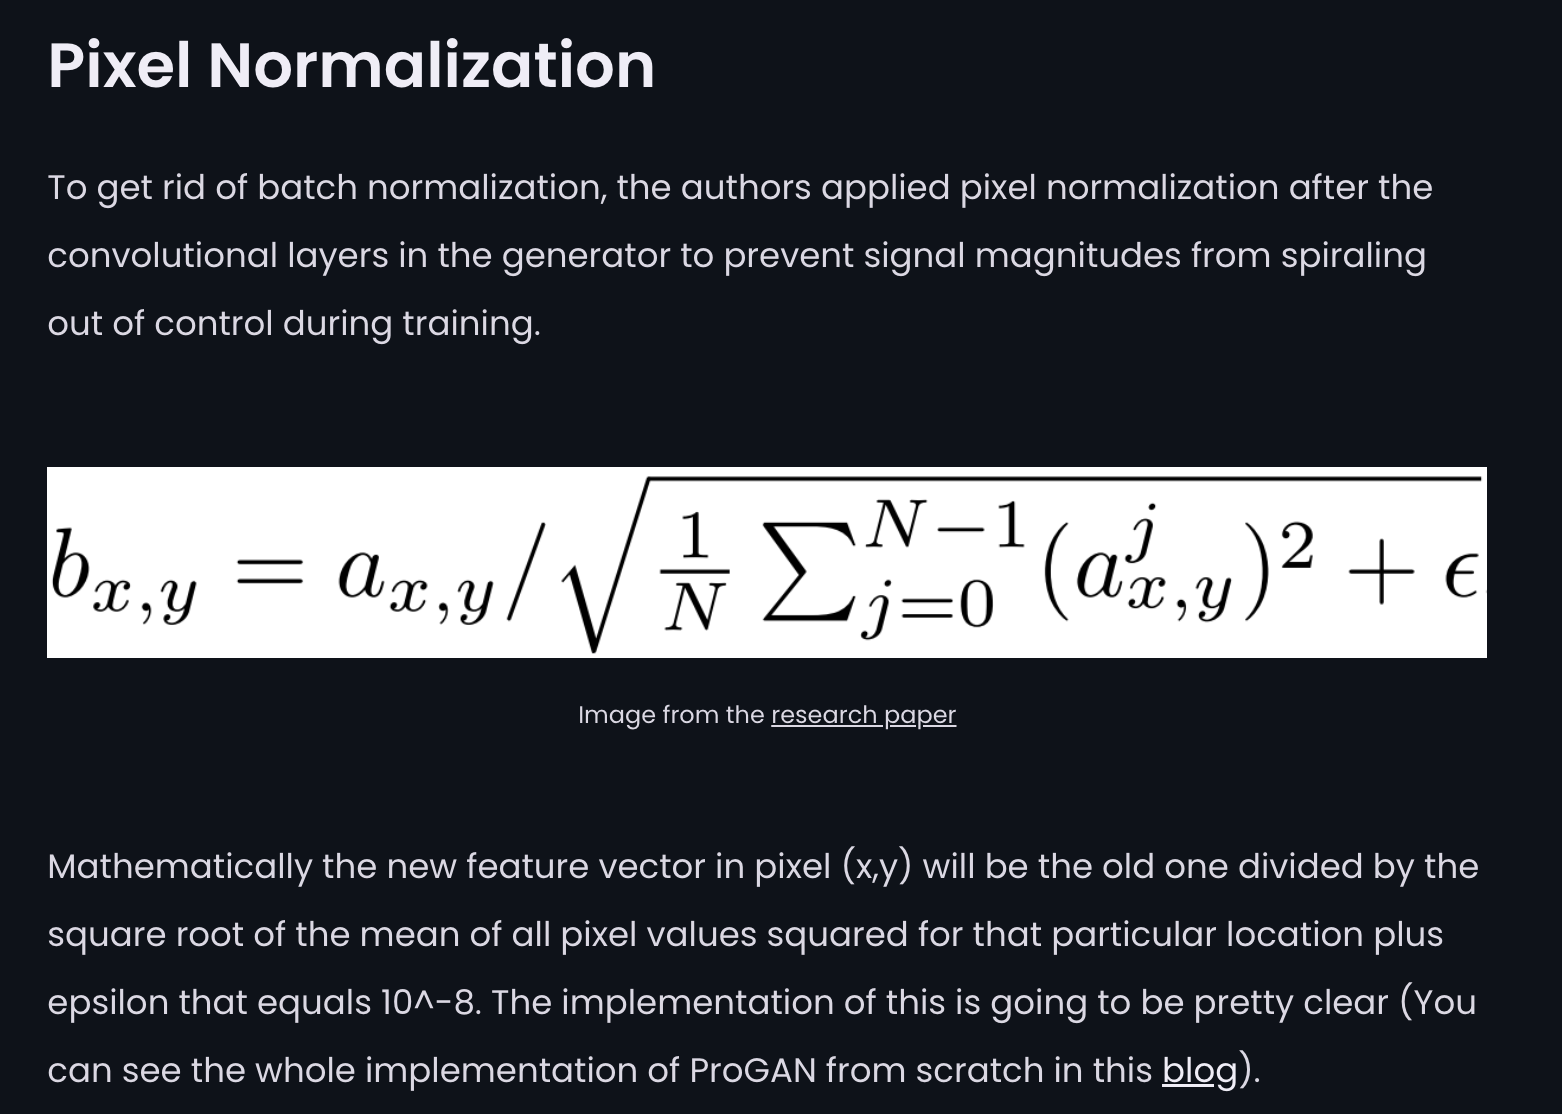 Pixel Normalization
To get rid of batch normalization, the authors applied pixel normalization after the
convolutional layers in the generator to prevent signal magnitudes from spiraling
out of control during training.
b_{x,y} = a_{x,y}/\sqrt{\frac{1}{N} \sum_{j=0}^{N-1}(a_{x,y}^{j})^2 + \epsilon}
Image from the research paper
Mathematically the new feature vector in pixel (x,y) will be the old one divided by the
square root of the mean of all pixel values squared for that particular location plus
epsilon that equals 10^-8. The implementation of this is going to be pretty clear (You
can see the whole implementation of ProGAN from scratch in this blog).